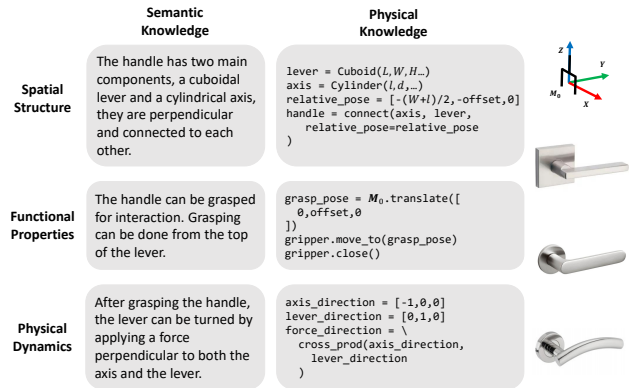 Semantic
Knowledge
Physical
Knowledge
Spatial
Structure
The handle has two main
components, a cuboidal
lever and a cylindrical axis,
they are perpendicular
and connected to each
other.
lever = Cuboid(L,W,H…)
axis = Cylinder(l,d,…)
relative_pose = [-(W+l)/2,-offset,0]
handle = connect(axis, lever,
relative_pose=relative_pose
)
Z
Y
M₀
X
Functional
Properties
The handle can be grasped
for interaction. Grasping
can be done from the top
of the lever.
grasp_pose = M₀.translate([
0,offset,0
])
gripper.move_to(grasp_pose)
gripper.close()
Physical
Dynamics
After grasping the handle,
the lever can be turned by
applying a force
perpendicular to both the
axis and the lever.
axis_direction = [-1,0,0]
lever_direction = [0,1,0]
force_direction = \
cross_prod(axis_direction,
lever_direction
)